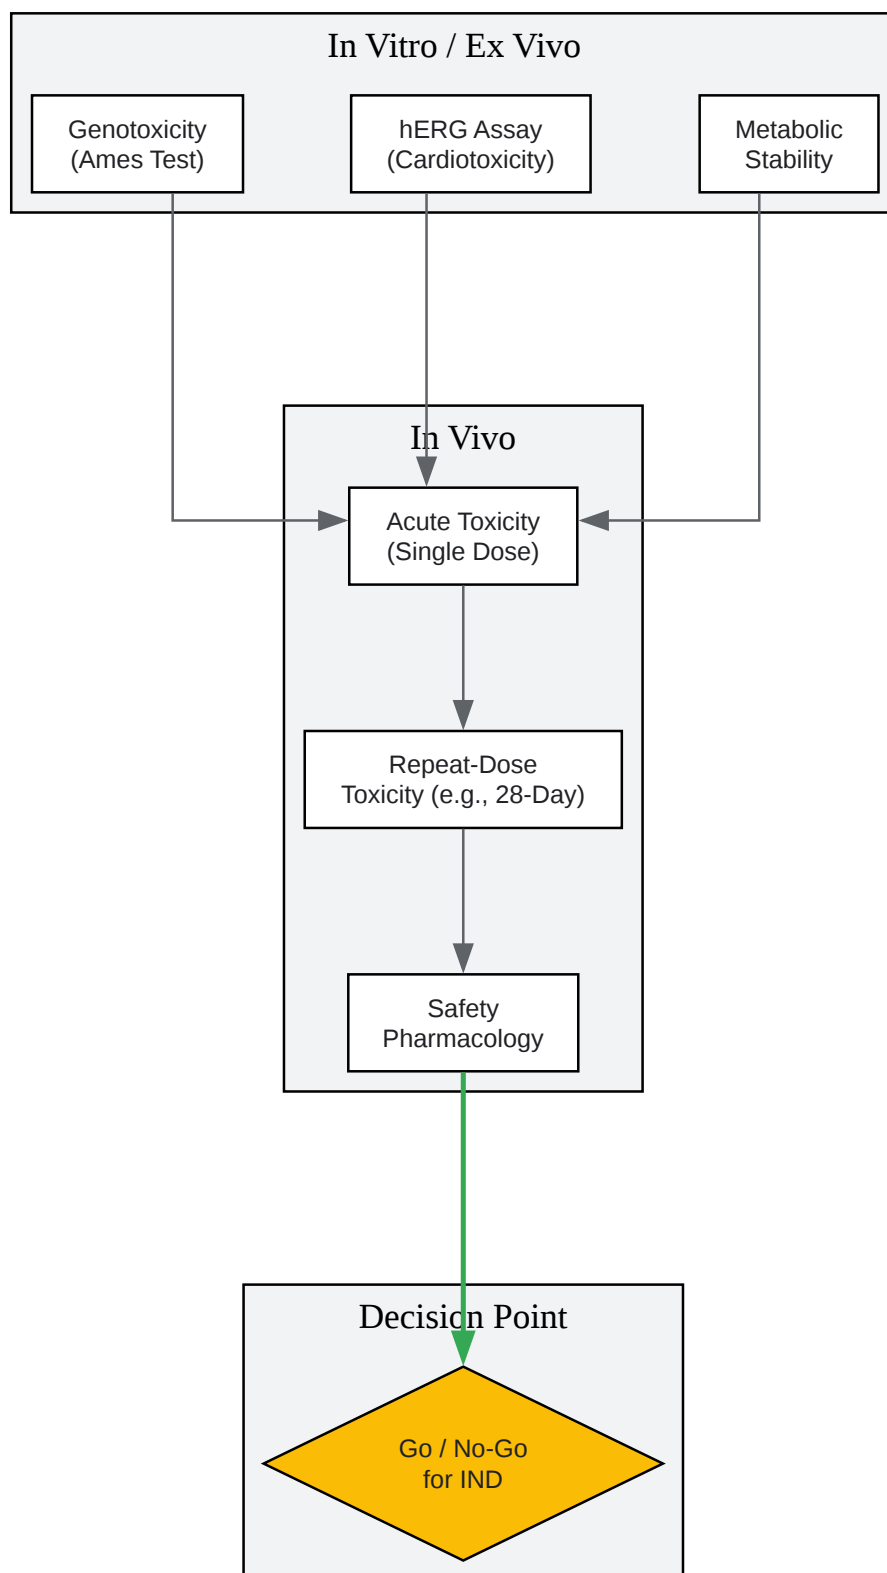 In Vitro / Ex Vivo
Genotoxicity
(Ames Test)
hERG Assay
(Cardiotoxicity)
Metabolic
Stability
In Vivo
Acute Toxicity
(Single Dose)
Repeat-Dose
Toxicity (e.g., 28-Day)
Safety
Pharmacology
Decision Point
Go / No-Go
for IND